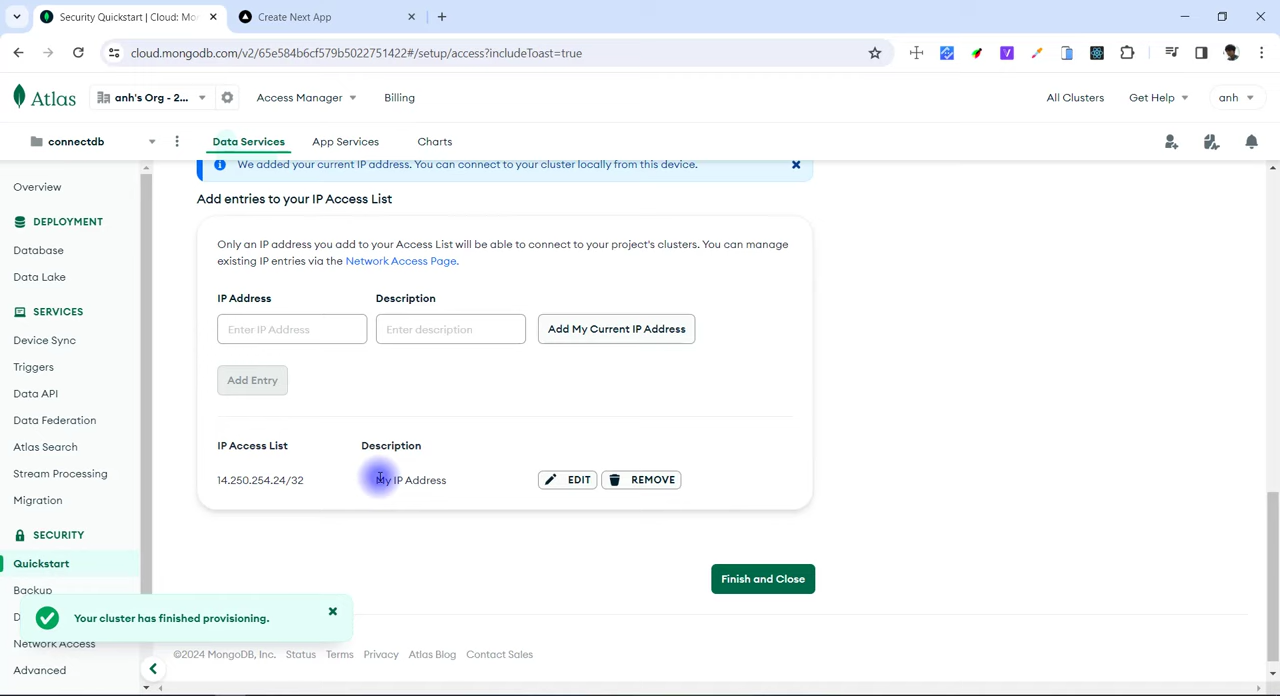 Security Quickstart | Cloud: Mo
Create Next App
cloud.mongodb.com/v2/65e584b6cf579b5022751422#/setup/access?includeToast=true
Atlas
anh's Org - 2...
Access Manager
Billing
All Clusters
Get Help
anh
connectdb
Data Services
App Services
Charts
Overview
DEPLOYMENT
Database
Data Lake
SERVICES
Device Sync
Triggers
Data API
Data Federation
Atlas Search
Stream Processing
Migration
SECURITY
Quickstart
Backup
D
Network Access
Advanced
We added your current IP address. You can connect to your cluster locally from this device.
Add entries to your IP Access List
Only an IP address you add to your Access List will be able to connect to your project's clusters. You can manage
existing IP entries via the Network Access Page.
IP Address
Description
Enter IP Address
Enter description
Add My Current IP Address
Add Entry
IP Access List
Description
14.250.254.24/32
My IP Address
EDIT
REMOVE
Finish and Close
Your cluster has finished provisioning.
©2024 MongoDB, Inc.
Status
Terms
Privacy
Atlas Blog
Contact Sales